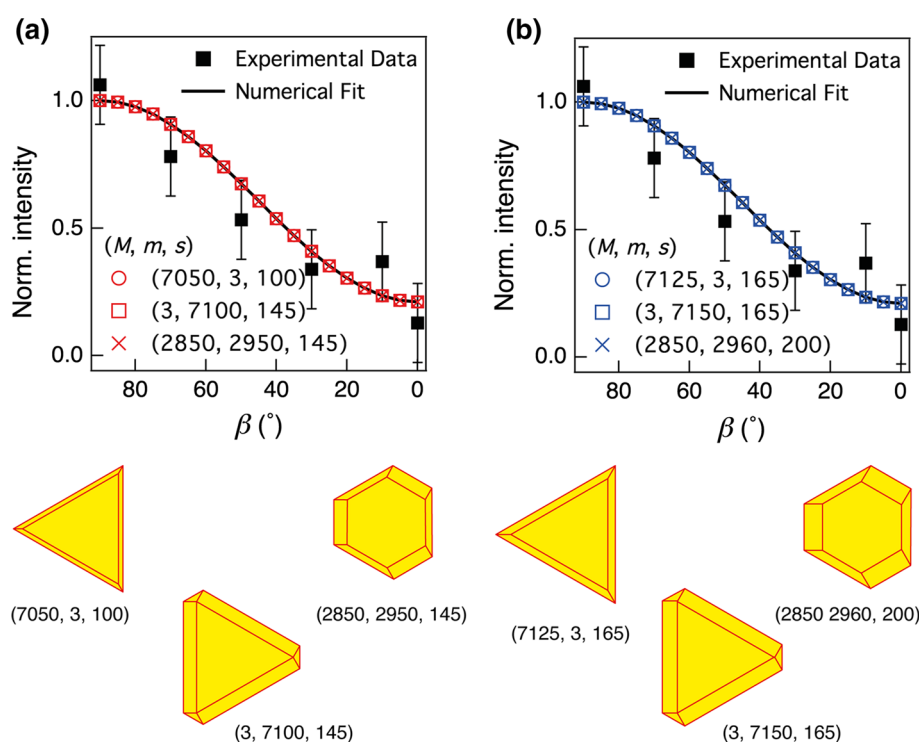 (a)
Experimental Data
Numerical Fit
1.0
0.5
0.0
Norm. intensity
(M, m, s)
(7050, 3, 100)
(3, 7100, 145)
(2850, 2950, 145)
80 60 40 20 0
β (°)
(b)
Experimental Data
Numerical Fit
1.0
0.5
0.0
Norm. intensity
(M, m, s)
(7125, 3, 165)
(3, 7150, 165)
(2850, 2960, 200)
80 60 40 20 0
β (°)
(7050, 3, 100)
(2850, 2950, 145)
(3, 7100, 145)
(7125, 3, 165)
(2850 2960, 200)
(3, 7150, 165)